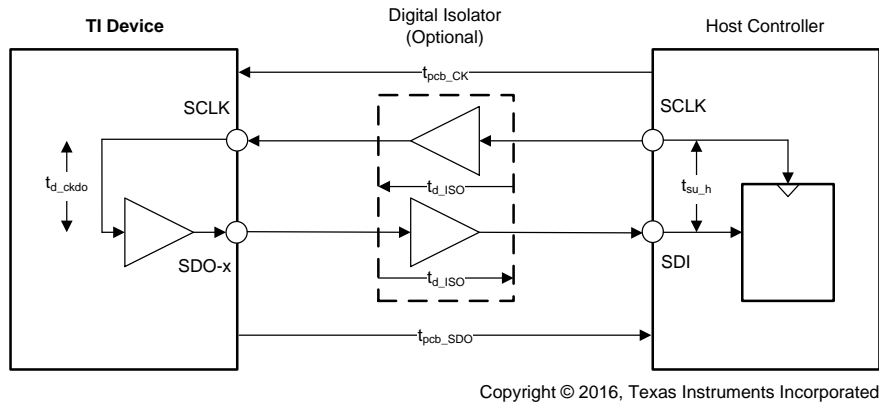 TI Device
Digital Isolator
(Optional)
Host Controller
t_pcb_CK
SCLK
SCLK
t_d_ckdo
t_d_ISO
t_su_h
SDO-x
SDI
t_d_ISO
t_pcb_SDO
Copyright © 2016, Texas Instruments Incorporated